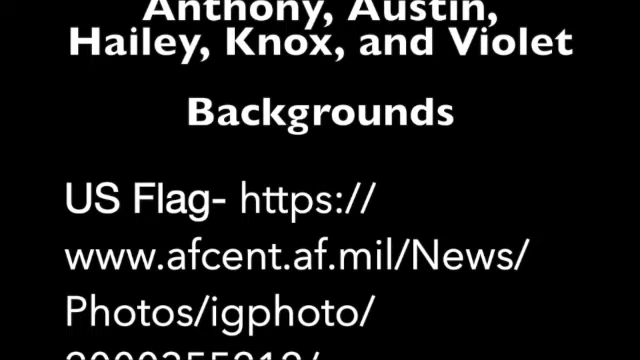 Anthony, Austin,
Hailey, Knox, and Violet
Backgrounds
US Flag- https://
www.afcent.af.mil/News/
Photos/igphoto/